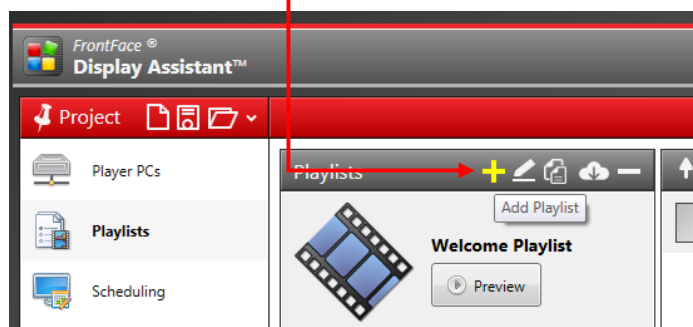 FrontFace ®
Display Assistant™
Project
Player PCs
Playlists
Scheduling
Playlists
Add Playlist
Welcome Playlist
Preview